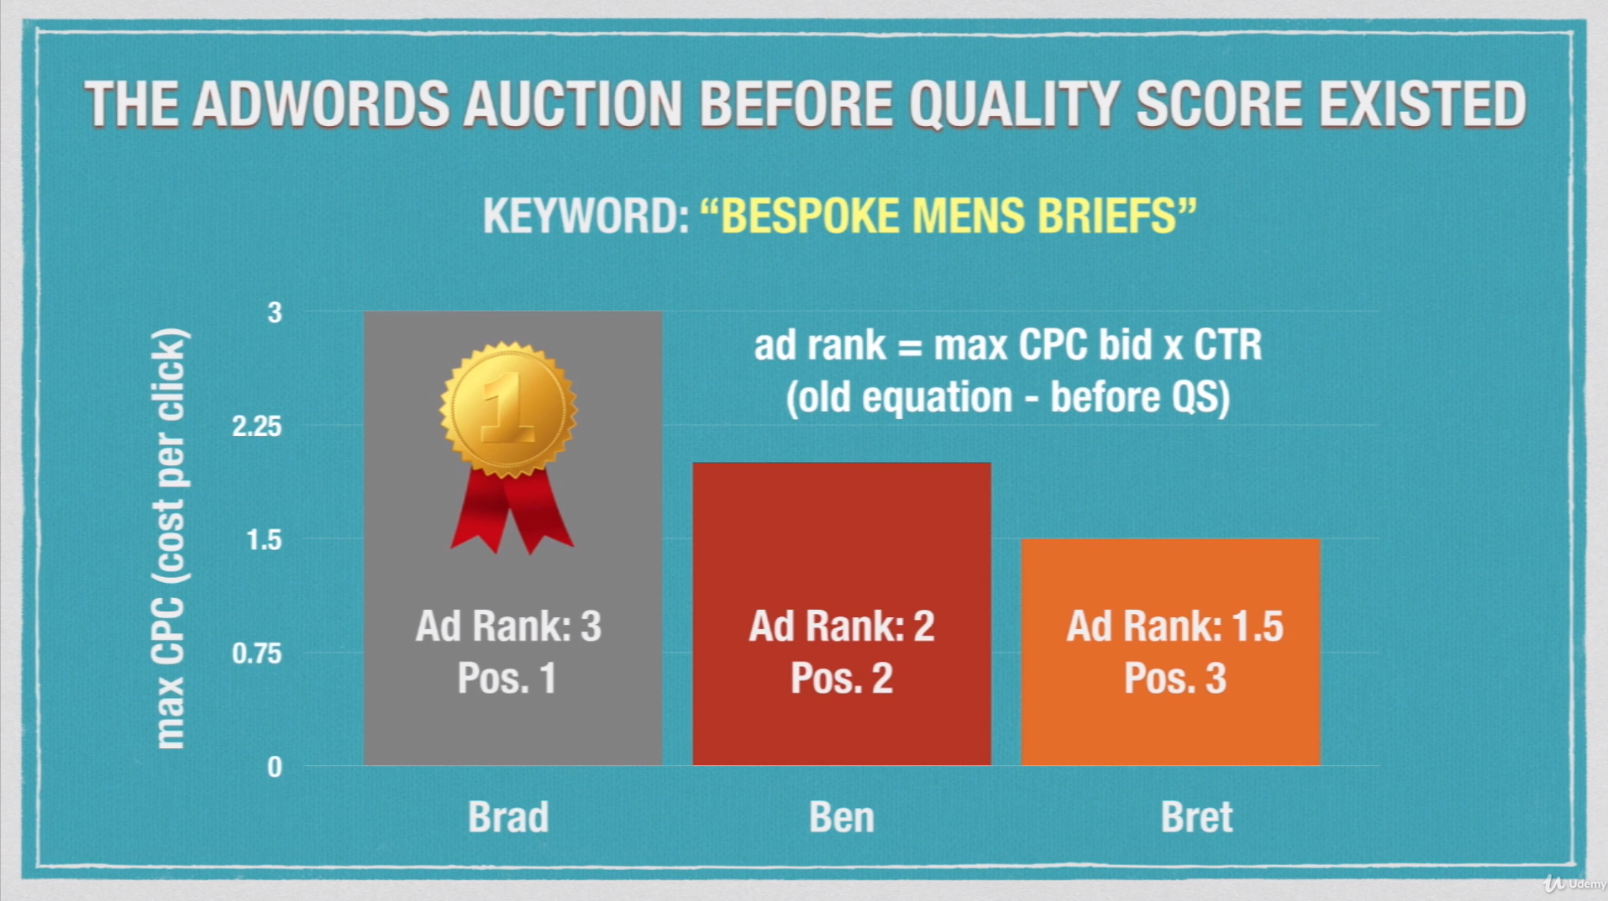 THE ADWORDS AUCTION BEFORE QUALITY SCORE EXISTED
KEYWORD: “BESPOKE MENS BRIEFS”
ad rank = max CPC bid x CTR
(old equation - before QS)
max CPC (cost per click)
3
2.25
1.5
0.75
0
1
Ad Rank: 3
Pos. 1
Ad Rank: 2
Pos. 2
Ad Rank: 1.5
Pos. 3
Brad
Ben
Bret
Udemy